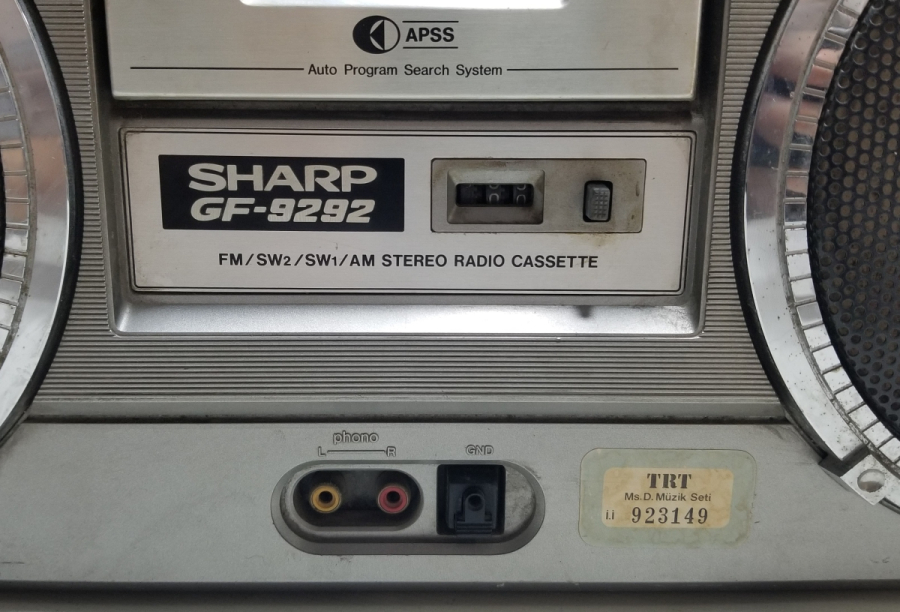 APSS
Auto Program Search System
SHARP
GF-9292
FM/SW2/SW1/AM STEREO RADIO CASSETTE
phono
L R
GND
TRT
Ms.D. Müzik Seti
923149